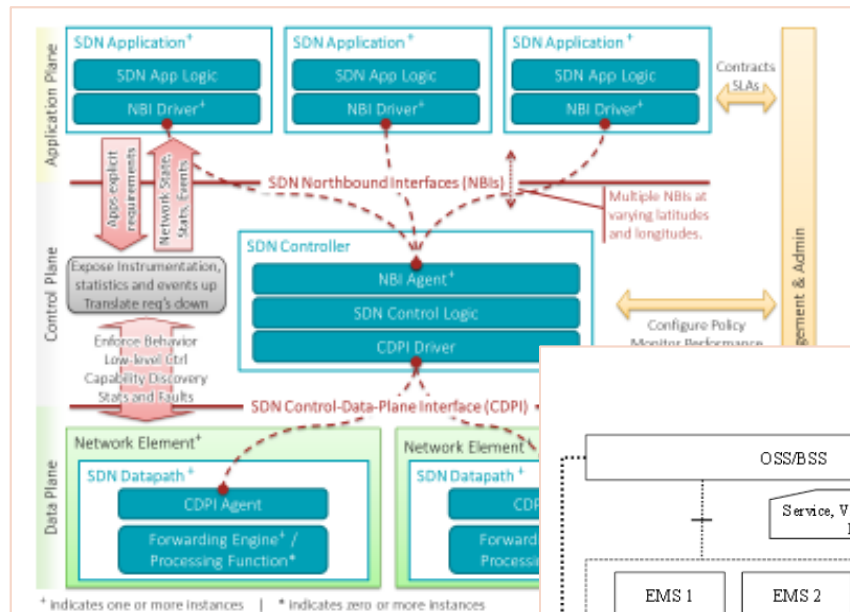 Application Plane
SDN Application+
SDN App Logic
NBI Driver+
SDN Application+
SDN App Logic
NBI Driver+
SDN Application+
SDN App Logic
NBI Driver+
Contracts
SLAs
Apps explicit
requirements
Network State,
Stats, Events
SDN Northbound Interfaces (NBIs)
Multiple NBIs at
varying latitudes
and longitudes.
Control Plane
Expose Instrumentation,
statistics and events up
Translate req's down
SDN Controller
NBI Agent+
SDN Control Logic
CDPI Driver
Configure Policy
Monitor Performance
gement & Admin
Enforce Behavior
Low-level Ctrl
Capability Discovery
Stats and Faults
SDN Control-Data-Plane Interface (CDPI)
Data Plane
Network Element+
SDN Datapath+
CDPI Agent
Forwarding Engine+ /
Processing Function*
Network Element
SDN Datapath+
CDP
Forward
Processin
OSS/BSS
Service, V
EMS 1
EMS 2
+ indicates one or more instances | * indicates zero or more instances